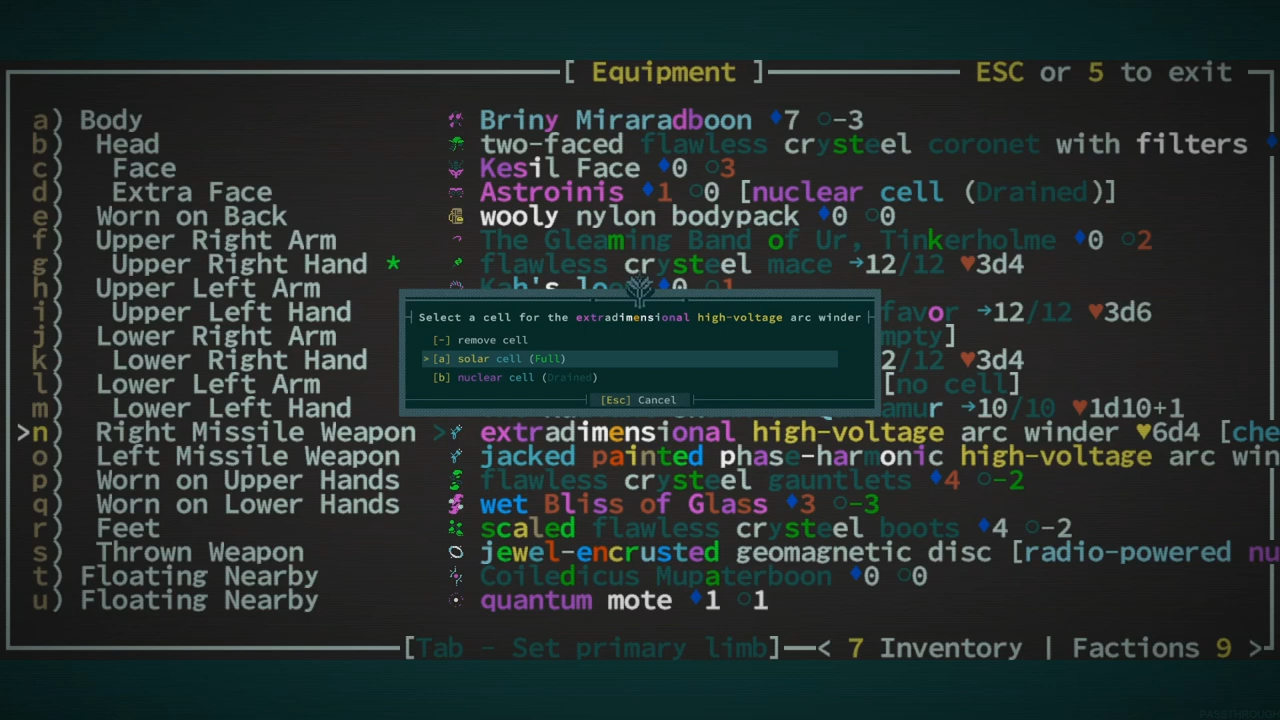 [ Equipment ] ESC or 5 to exit
a) Body Briny Miraradboon ♦7 ○-3
b) Head two-faced flawless crysteel coronet with filters ♦
c) Face Kesil Face ♦0 ○3
d) Extra Face Astroinis ♦1 ○0 [nuclear cell (Drained)]
e) Worn on Back wooly nylon bodypack ♦0 ○0
f) Upper Right Arm The Gleaming Band of Ur, Tinkerholme ♦0 ○2
g) Upper Right Hand * flawless crysteel mace →12/12 ♥3d4
h) Upper Left Arm
i) Upper Left Hand favor →12/12 ♥3d6
j) Lower Right Arm mpty]
k) Lower Right Hand 2/12 ♥3d4
l) Lower Left Arm [no cell]
m) Lower Left Hand amur →10/10 ♥1d10+1
>n) Right Missile Weapon > extradimensional high-voltage arc winder ♥6d4 [che
o) Left Missile Weapon jacked painted phase-harmonic high-voltage arc win
p) Worn on Upper Hands flawless crysteel gauntlets ♦4 ○-2
q) Worn on Lower Hands wet Bliss of Glass ♦3 ○-3
r) Feet scaled flawless crysteel boots ♦4 ○-2
s) Thrown Weapon jewel-encrusted geomagnetic disc [radio-powered nu
t) Floating Nearby Coiledicus Mupaterboon ♦0 ○0
u) Floating Nearby quantum mote ♦1 ○1
[Tab - Set primary limb] < 7 Inventory | Factions 9 >
Select a cell for the extradimensional high-voltage arc winder
[-] remove cell
> [a] solar cell (Full)
[b] nuclear cell (Drained)
[Esc] Cancel